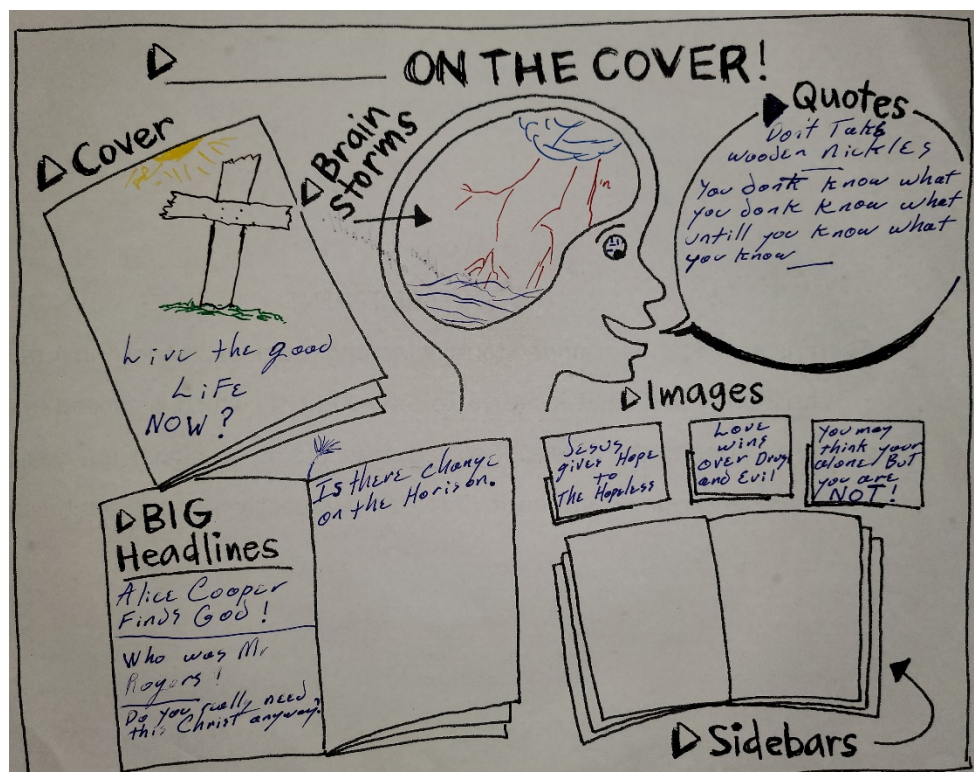 ON THE COVER!
Cover
Live the good
LiFE
NOW?
Brain
Storms
Quotes
Don't Take
wooden nickles
You don't know what
you don't know what
untill you know what
you know
Images
Jesus
gives Hope
to
The Hopeless
Love
wins
over Drugs
and Evil
You may
think your
alone But
you are
NOT!
BIG
Headlines
Alice Cooper
Finds God!
Who was Mr
Rogers!
Do you really need
this Christ anyway?
Is there change
on the Horison.
Sidebars